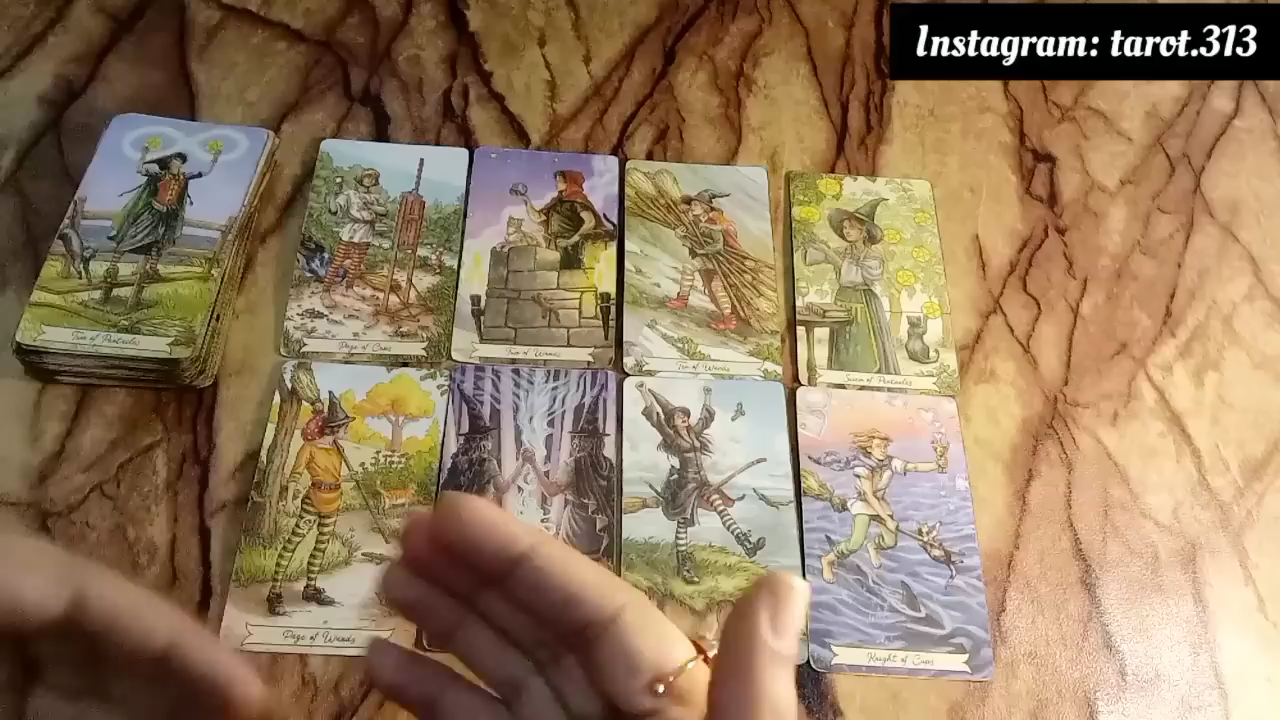 Instagram: tarot.313
Two of Pentacles
Page of Cups
Two of Wands
Ten of Wands
Seven of Pentacles
Page of Wands
Knight of Cups